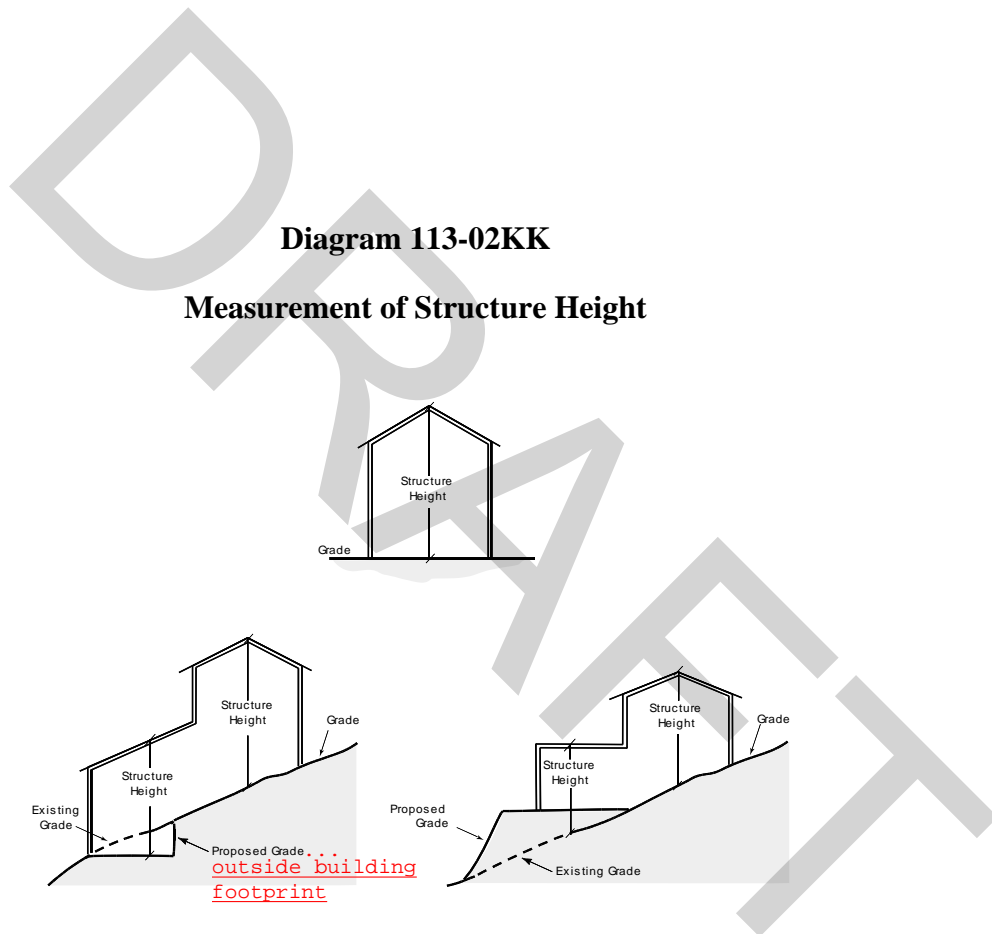 DRAFT
Diagram 113-02KK
Measurement of Structure Height
Structure
Height
Grade
Structure
Height
Grade
Structure
Height
Existing
Grade
Proposed Grade...
outside building
footprint
Structure
Height
Grade
Structure
Height
Proposed
Grade
Existing Grade